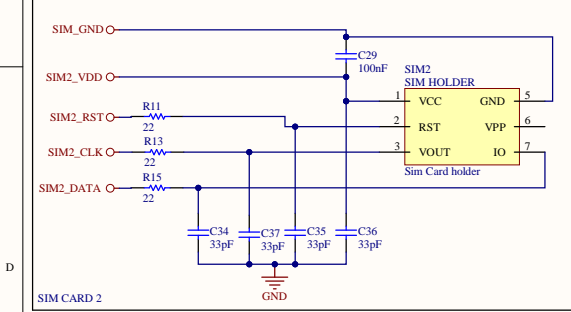 SIM_GND
C29
100nF
SIM2
SIM HOLDER
SIM2_VDD
1 VCC GND 5
R11
SIM2_RST
22
2 RST VPP 6
R13
SIM2_CLK
22
3 VOUT IO 7
Sim Card holder
R15
SIM2_DATA
22
C34 C37 C35 C36
33pF 33pF 33pF 33pF
D
GND
SIM CARD 2